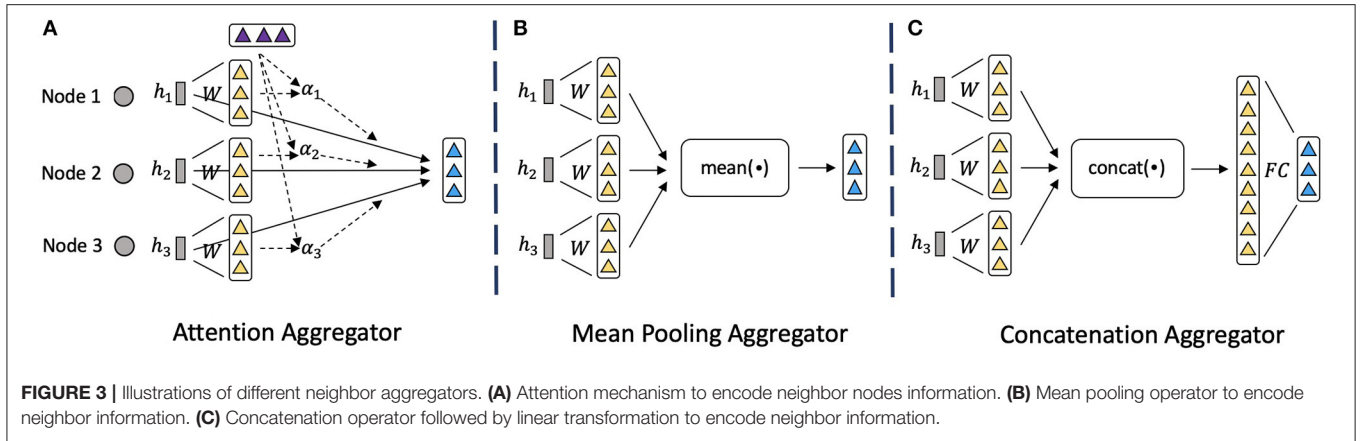 A
Node 1
h₁
W
α₁
Node 2
h₂
W
α₂
Node 3
h₃
W
α₃
Attention Aggregator
B
h₁
W
h₂
W
mean(•)
h₃
W
Mean Pooling Aggregator
C
h₁
W
h₂
W
concat(•)
FC
h₃
W
Concatenation Aggregator
FIGURE 3 | Illustrations of different neighbor aggregators. (A) Attention mechanism to encode neighbor nodes information. (B) Mean pooling operator to encode
neighbor information. (C) Concatenation operator followed by linear transformation to encode neighbor information.